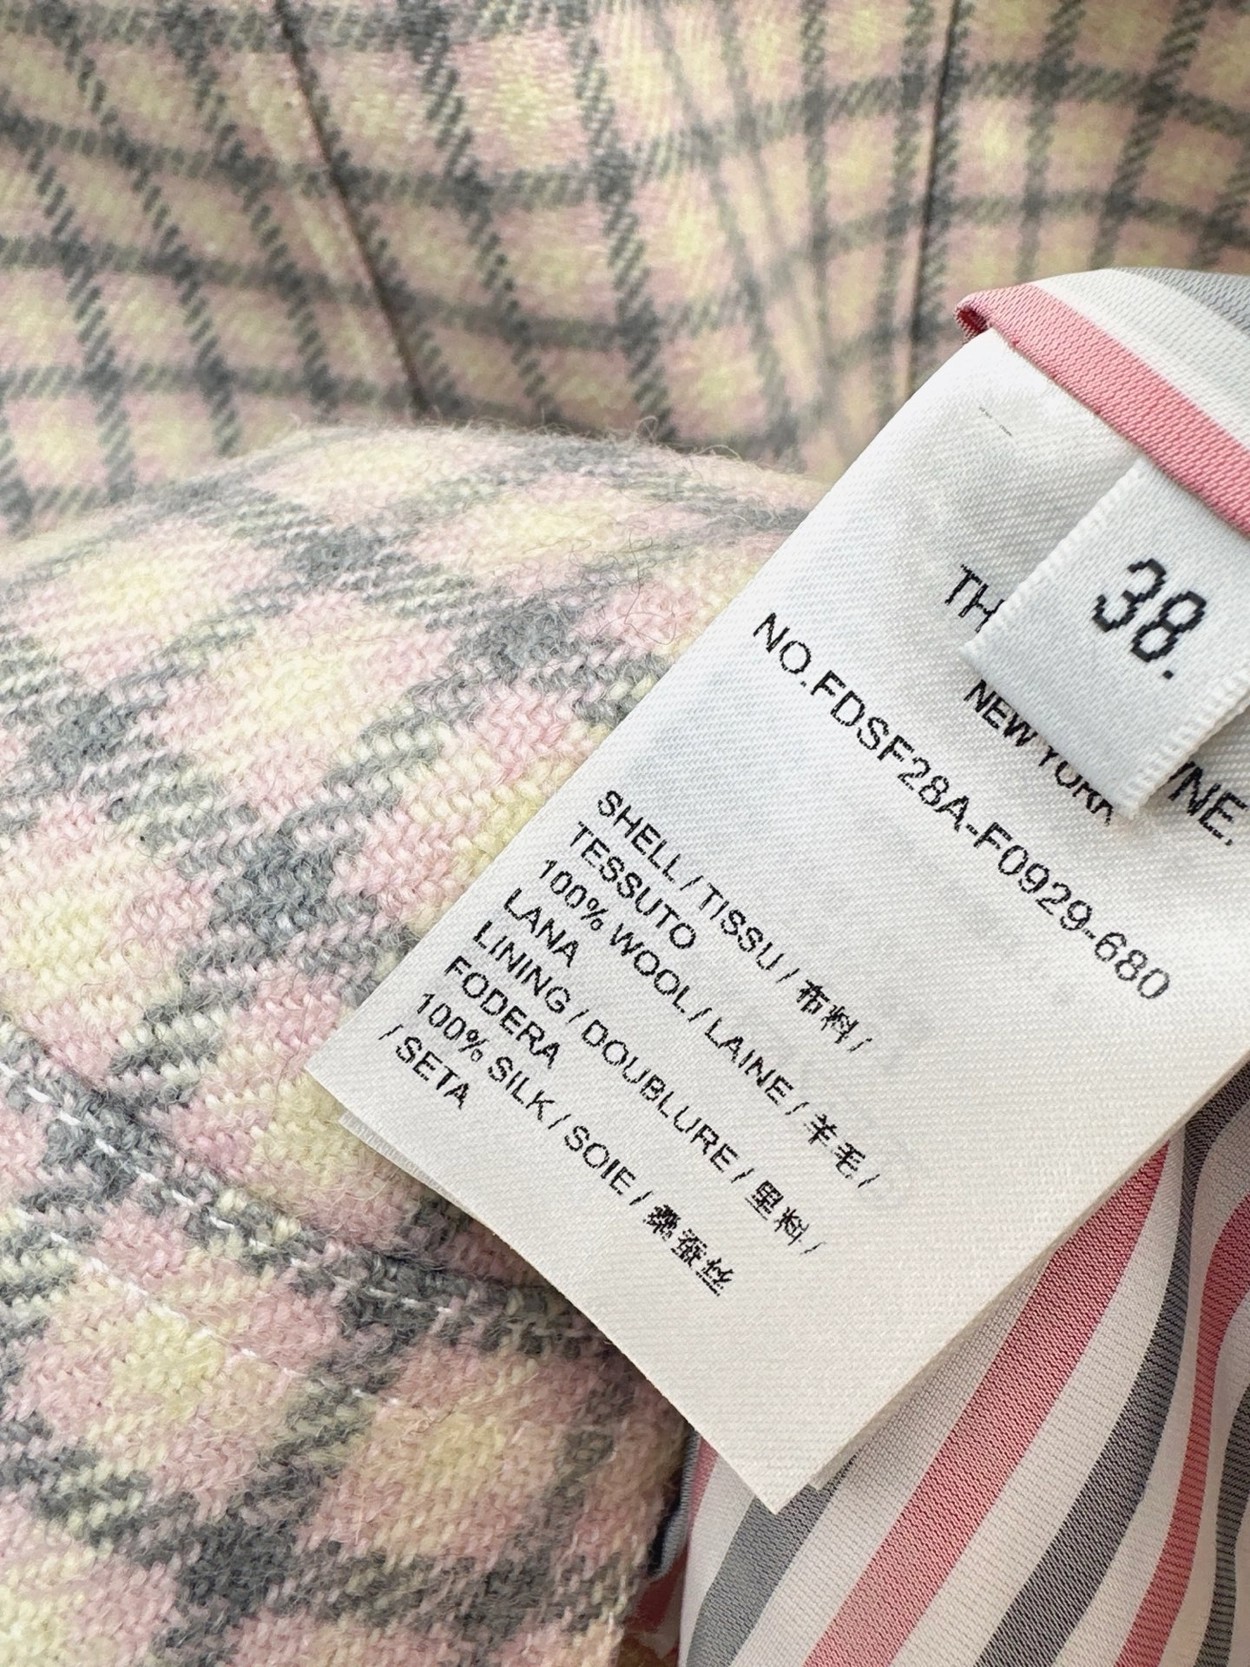 38.
TH YNE.
NEW YORK
NO.FDSF28A-F0929-680
SHELL / TISSU / 布料 /
TESSUTO
100% WOOL / LAINE / 羊毛 /
LANA
LINING / DOUBLURE / 里料 /
FODERA
100% SILK / SOIE / 桑蚕丝
/ SETA